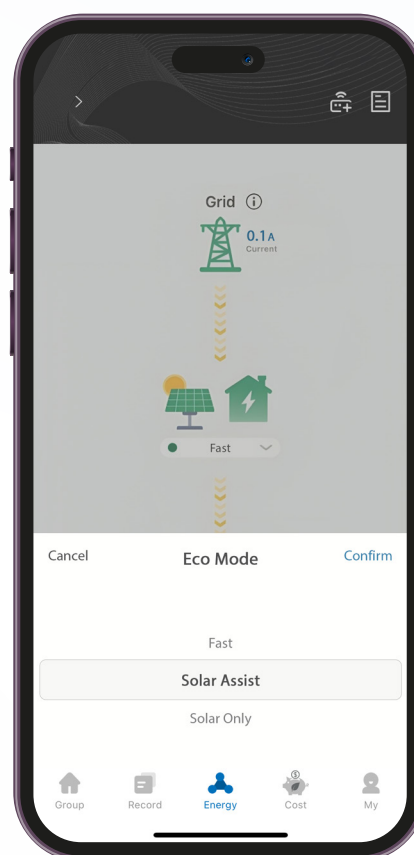 Grid
0.1A
Current
Fast
Cancel Eco Mode Confirm
Fast
Solar Assist
Solar Only
Group Record Energy Cost My